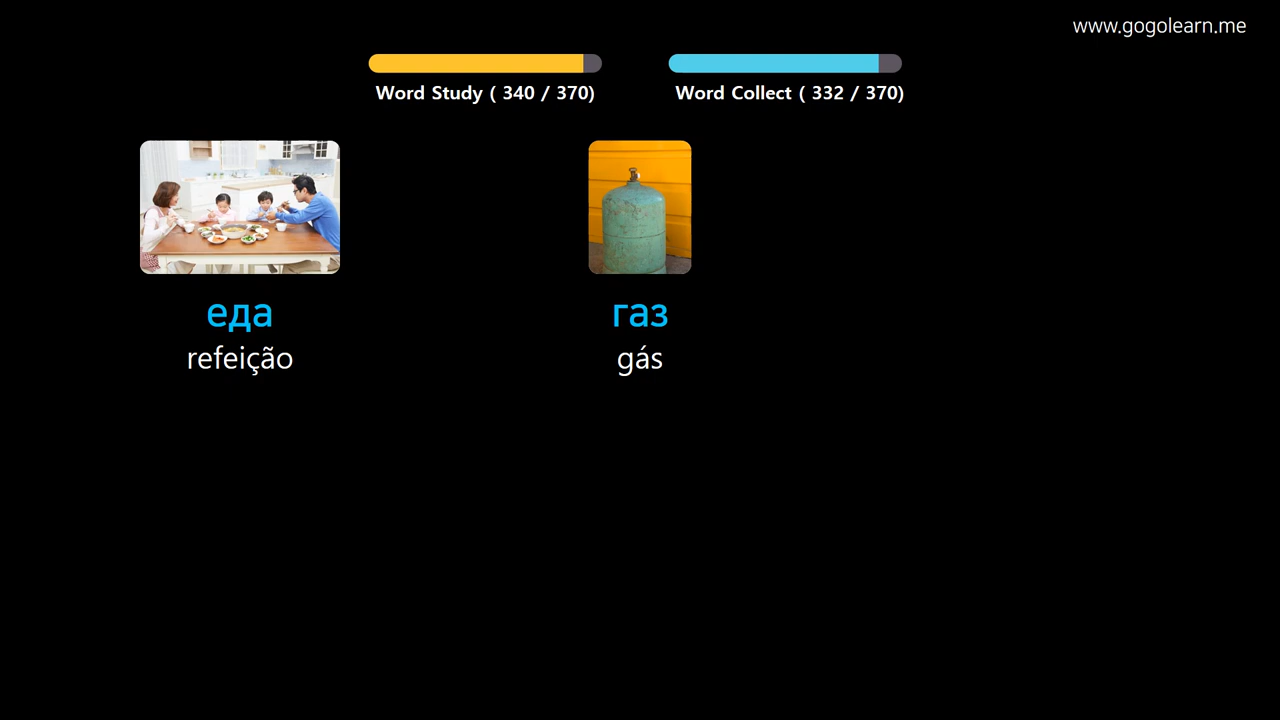 www.gogolearn.me
Word Study ( 340 / 370)
Word Collect ( 332 / 370)
еда
refeição
газ
gás